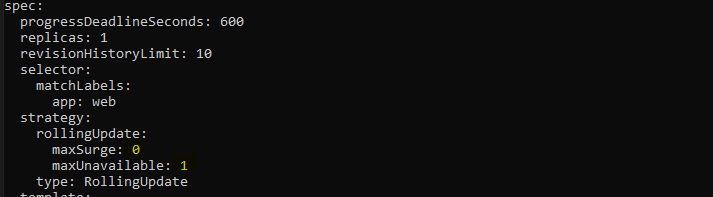 spec:
  progressDeadlineSeconds: 600
  replicas: 1
  revisionHistoryLimit: 10
  selector:
    matchLabels:
      app: web
  strategy:
    rollingUpdate:
      maxSurge: 0
      maxUnavailable: 1
    type: RollingUpdate
  template: